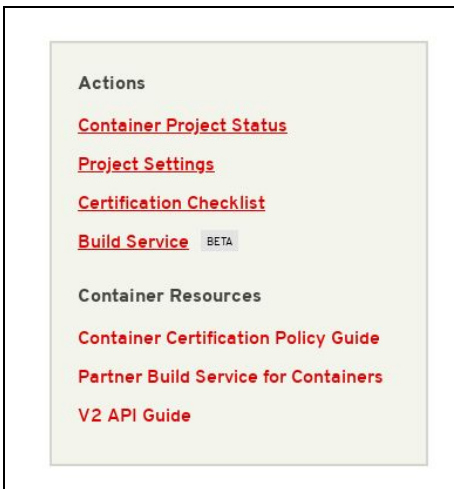 Actions
Container Project Status
Project Settings
Certification Checklist
Build Service BETA
Container Resources
Container Certification Policy Guide
Partner Build Service for Containers
V2 API Guide